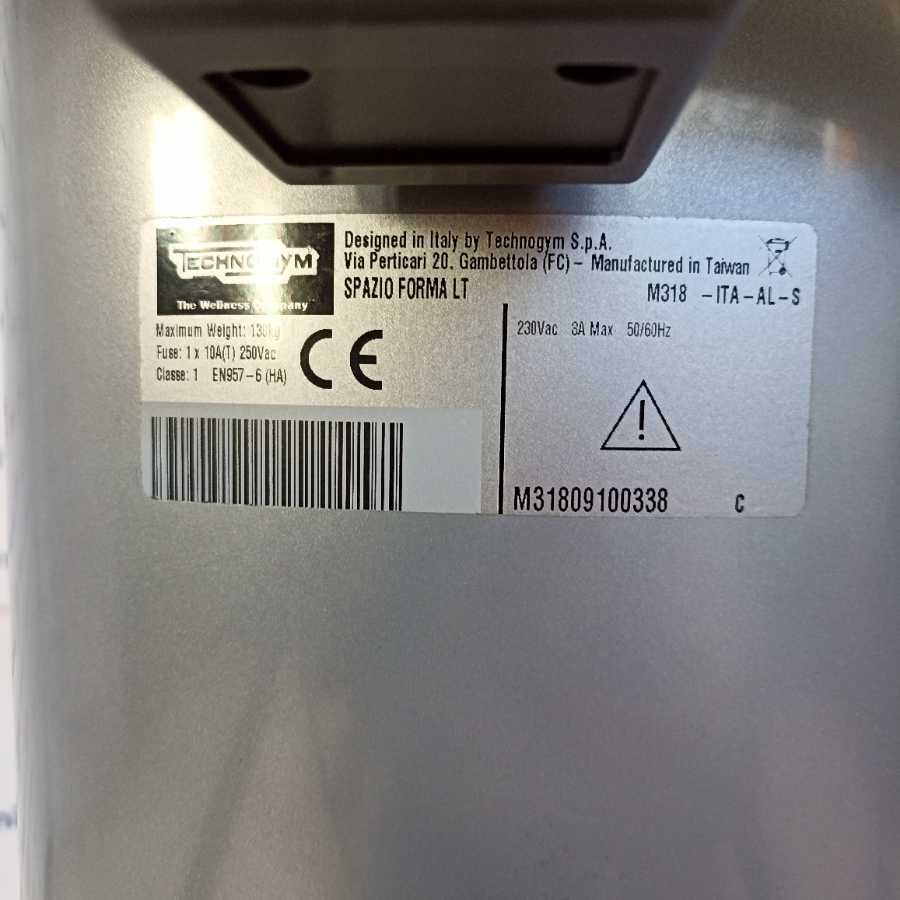 TECHNOGYM
The Wellness Company
Designed in Italy by Technogym S.p.A.
Via Perticari 20. Gambettola (FC) - Manufactured in Taiwan
SPAZIO FORMA LT
M318 -ITA-AL-S
Maximum Weight: 130kg
Fuse: 1 x 10A(T) 250Vac
Classe: 1 EN957-6 (HA)
CE
230Vac 8A Max 50/60Hz
M31809100338 C